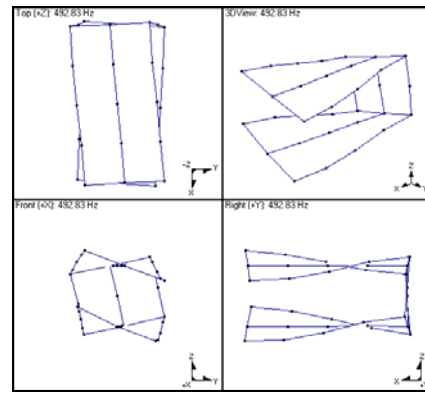 Top [+Z]: 492.83 Hz
3DView: 492.83 Hz
-Z
Y
X
Z
X
Y
Front [+X]: 492.83 Hz
Right [+Y]: 492.83 Hz
Z
X
Y
Z
X
Y